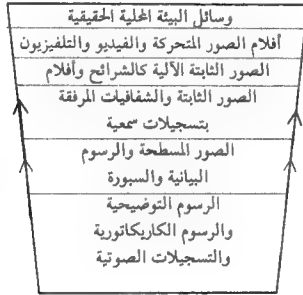 وسائل البيئة المحلية الحقيقية
أفلام الصور المتحركة والفيديو والتلفيزيون
الصور الثابتة الآلية كالشرائح وأفلام
الصور الثابتة والشفافيات المرفقة
بتسجيلات سمعية
الصور المسطحة والرسوم
البيانية والسبورة
الرسوم التوضيحية
والرسوم الكاريكاتورية
والتسجيلات الصوتية